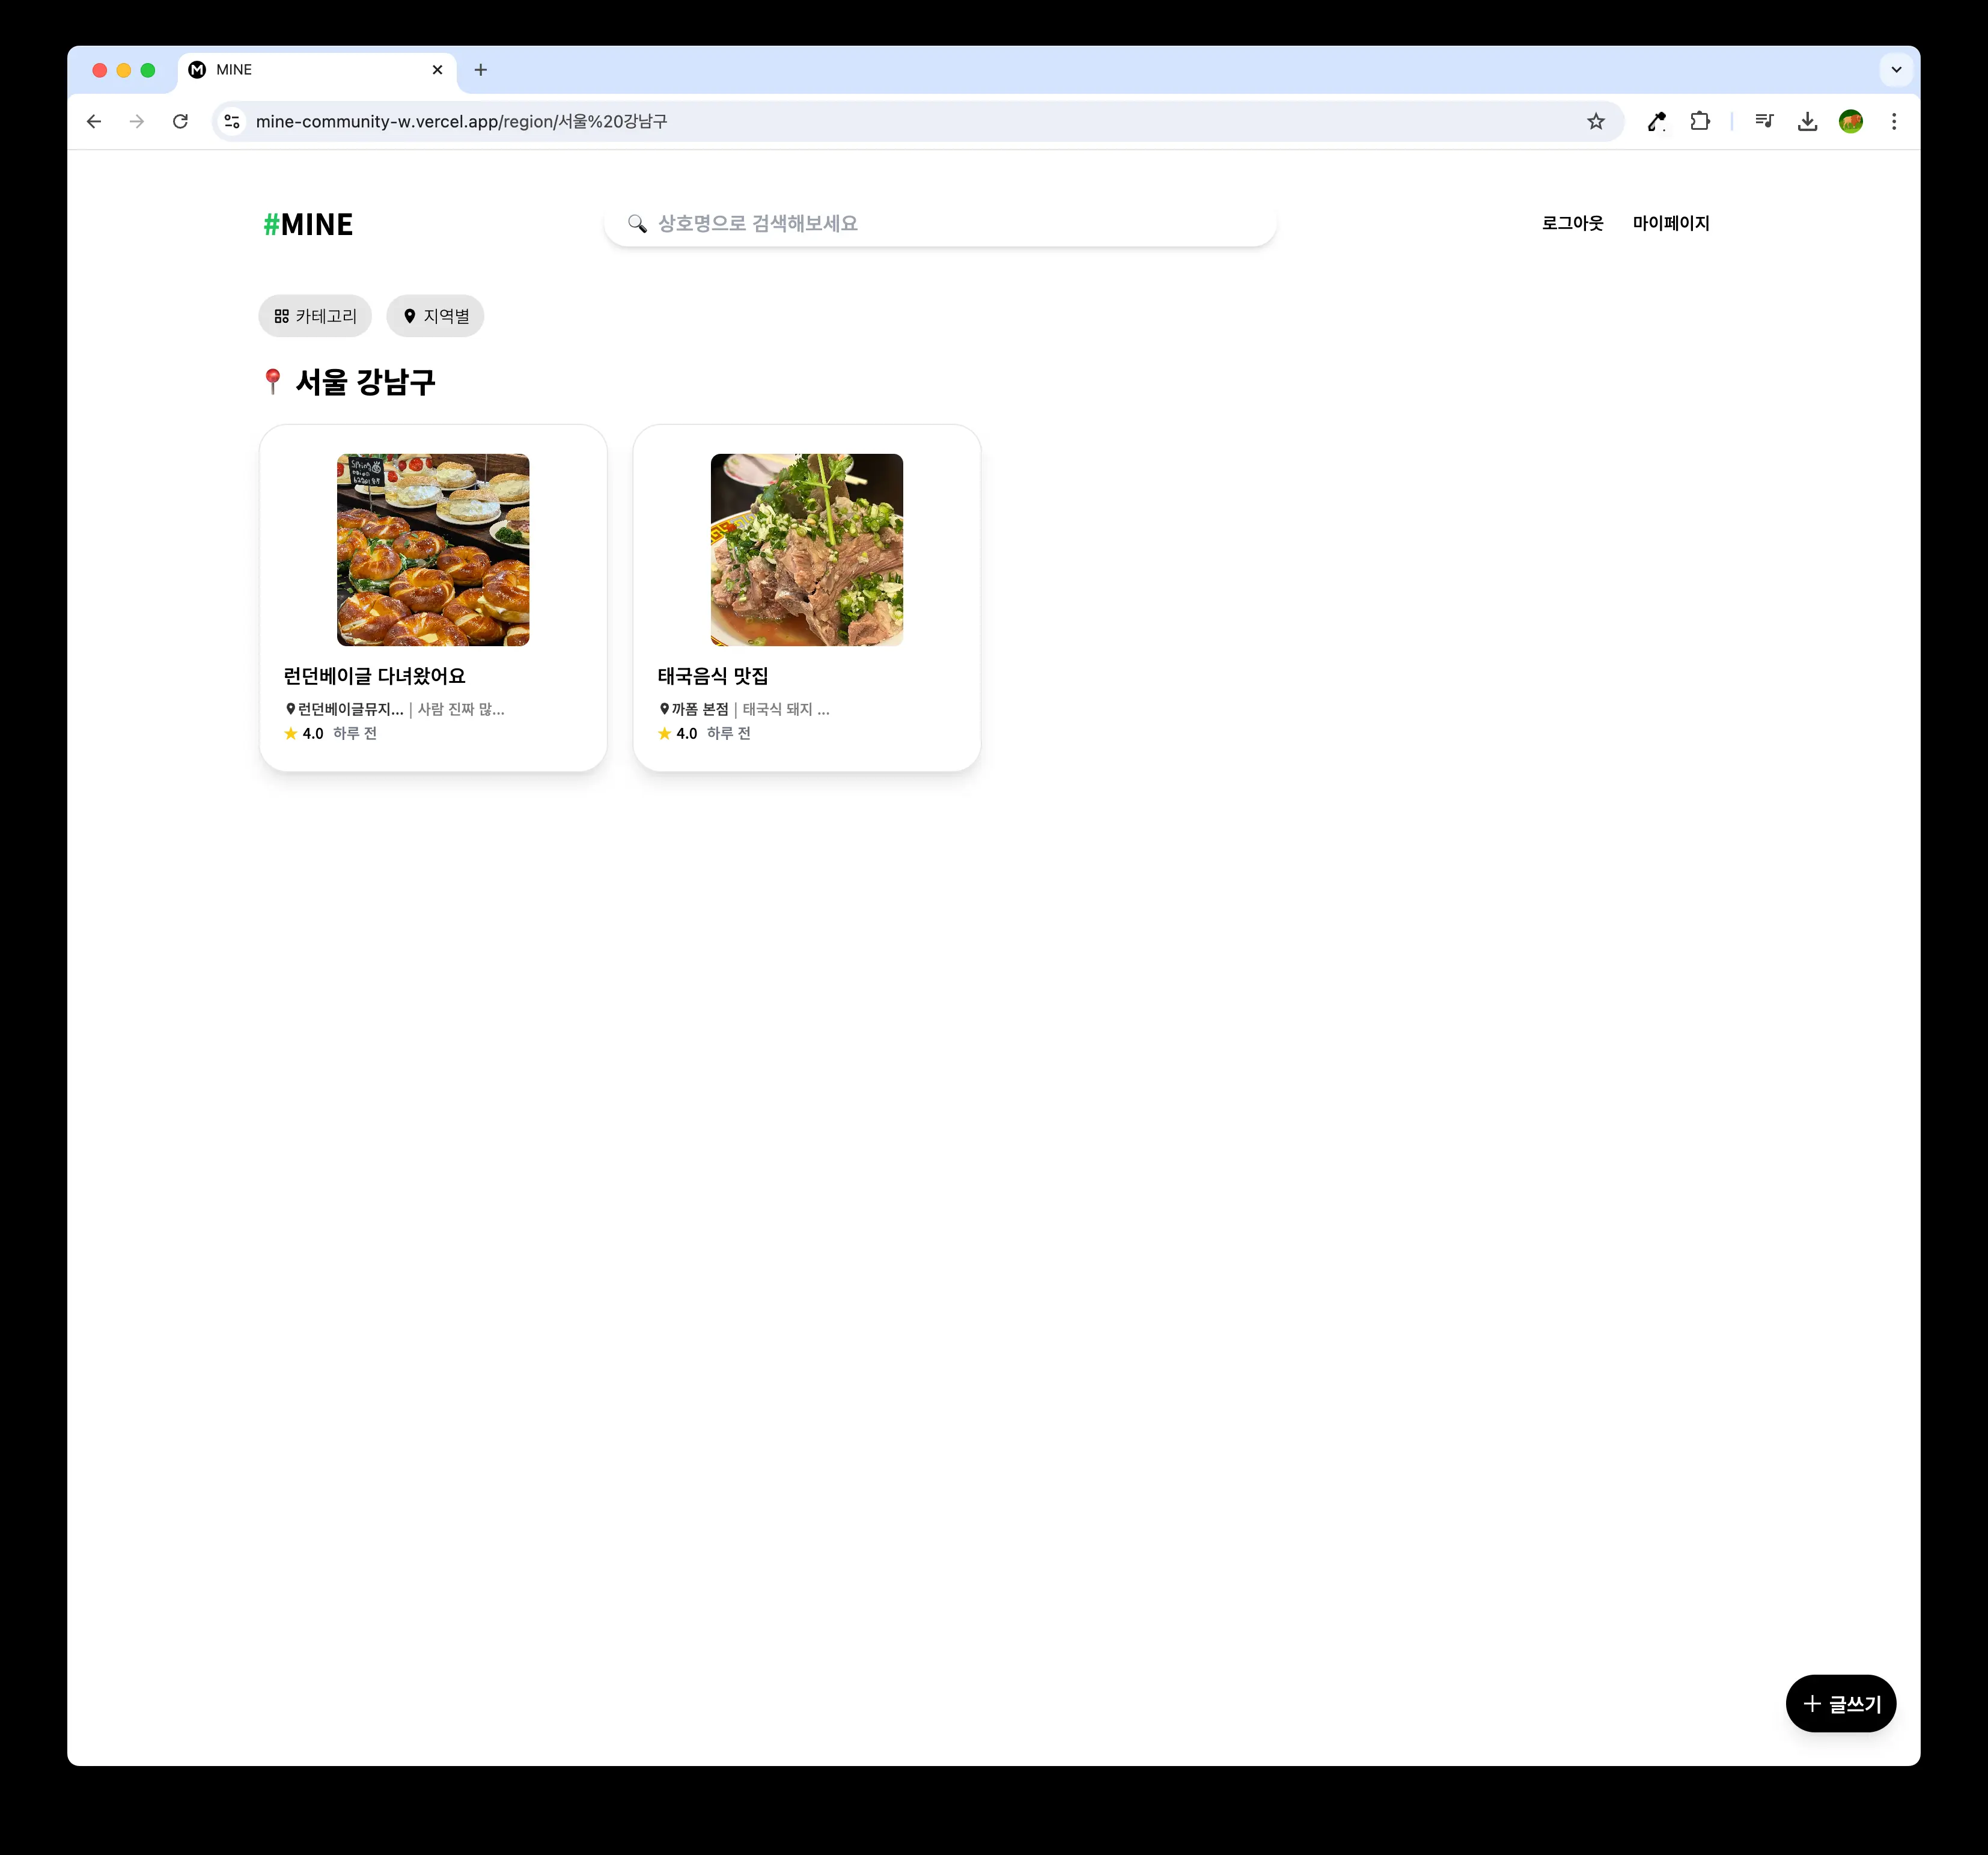 MINE
mine-community-w.vercel.app/region/서울%20강남구
#MINE
상호명으로 검색해보세요
로그아웃 마이페이지
카테고리 지역별
서울 강남구
런던베이글 다녀왔어요
런던베이글뮤지... | 사람 진짜 많...
4.0 하루 전
태국음식 맛집
까폼 본점 | 태국식 돼지 ...
4.0 하루 전
+ 글쓰기